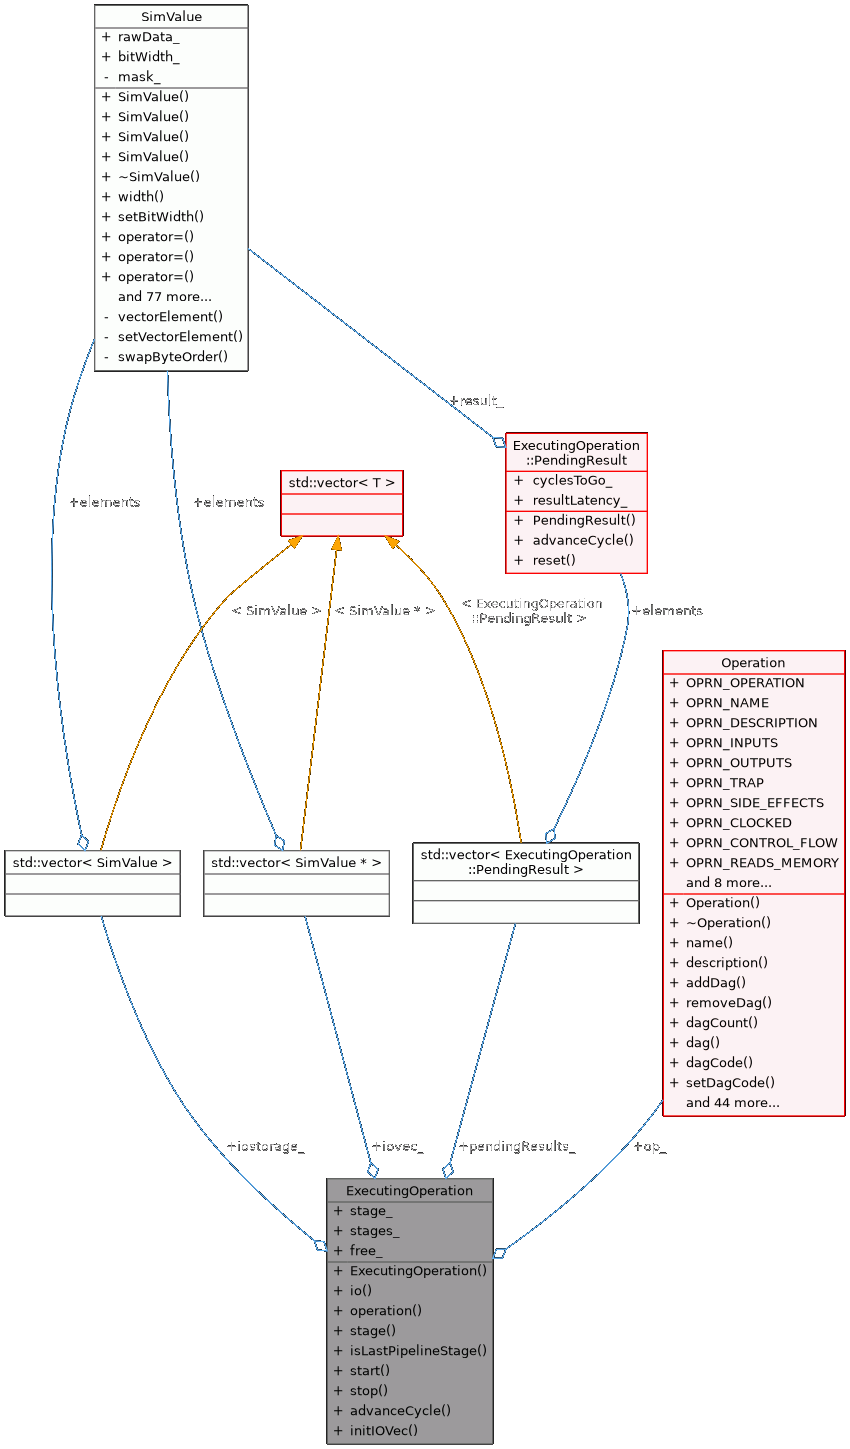 SimValue
+ rawData_
+ bitWidth_
- mask_
+ SimValue()
+ SimValue()
+ SimValue()
+ SimValue()
+ ~SimValue()
+ width()
+ setBitWidth()
+ operator=()
+ operator=()
+ operator=()
and 77 more...
- vectorElement()
- setVectorElement()
- swapByteOrder()
+result_
ExecutingOperation
::PendingResult
+ cyclesToGo_
+ resultLatency_
+ PendingResult()
+ advanceCycle()
+ reset()
std::vector< T >
+elements
+elements
< SimValue >
< SimValue * >
< ExecutingOperation
::PendingResult >
+elements
Operation
+ OPRN_OPERATION
+ OPRN_NAME
+ OPRN_DESCRIPTION
+ OPRN_INPUTS
+ OPRN_OUTPUTS
+ OPRN_TRAP
+ OPRN_SIDE_EFFECTS
+ OPRN_CLOCKED
+ OPRN_CONTROL_FLOW
+ OPRN_READS_MEMORY
and 8 more...
+ Operation()
+ ~Operation()
+ name()
+ description()
+ addDag()
+ removeDag()
+ dagCount()
+ dag()
+ dagCode()
+ setDagCode()
and 44 more...
std::vector< SimValue >
std::vector< SimValue * >
std::vector< ExecutingOperation
::PendingResult >
+iostorage_
+iovec_
+pendingResults_
+op_
ExecutingOperation
+ stage_
+ stages_
+ free_
+ ExecutingOperation()
+ io()
+ operation()
+ stage()
+ isLastPipelineStage()
+ start()
+ stop()
+ advanceCycle()
+ initIOVec()